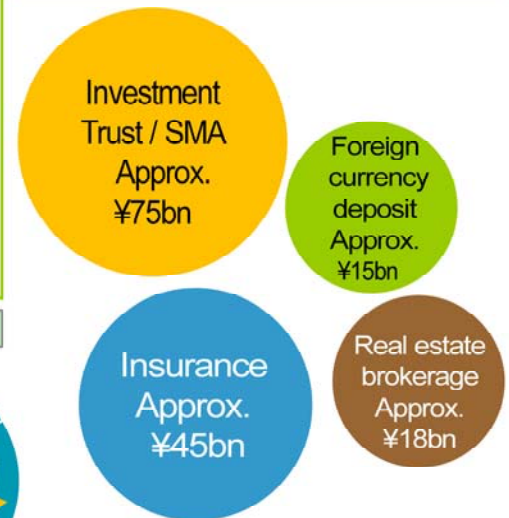 Investment
Trust / SMA
Approx.
¥75bn
Foreign
currency
deposit
Approx.
¥15bn
Insurance
Approx.
¥45bn
Real estate
brokerage
Approx.
¥18bn